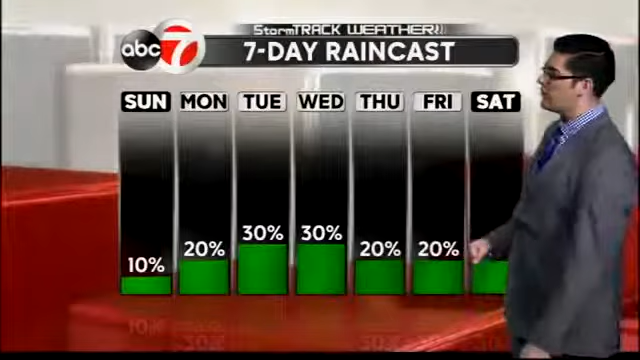 StormTRACK WEATHER
abc 7
7-DAY RAINCAST
SUN MON TUE WED THU FRI SAT
10% 20% 30% 30% 20% 20%